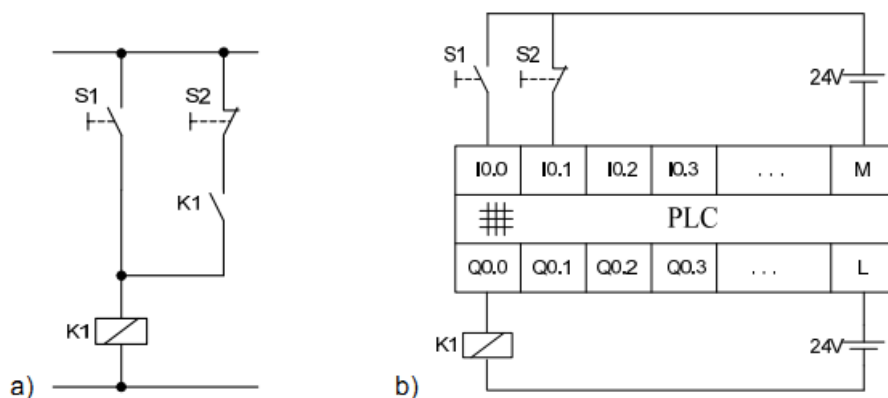 S1
S2
K1
K1
a)
S1
S2
24V
I0.0 I0.1 I0.2 I0.3 . . . M
PLC
Q0.0 Q0.1 Q0.2 Q0.3 . . . L
K1
24V
b)